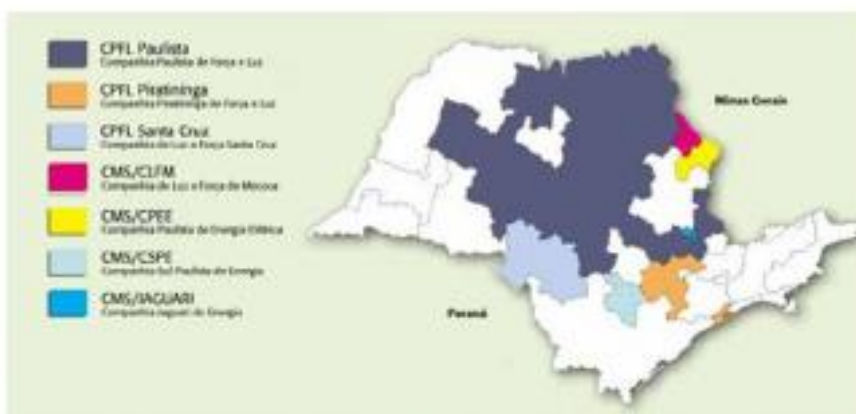 CPFL Paulista
Companhia Paulista de Força e Luz
CPFL Piratininga
Companhia Piratininga de Força e Luz
CPFL Santa Cruz
Companhia de Luz e Força Santa Cruz
CMS/CLFM
Companhia de Luz e Força de Mococa
CMS/CPEE
Companhia Paulista de Energia Elétrica
CMS/CSPE
Companhia Sul Paulista de Energia
CMS/JAGUARI
Companhia Jaguari de Energia
Minas Gerais
Paraná